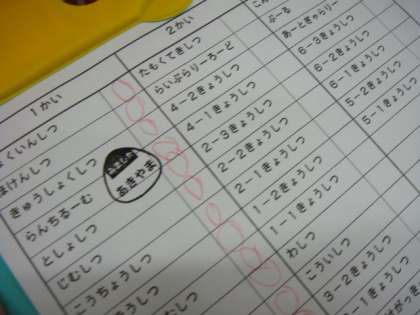 1かい
しょくいんしつ
ほけんしつ
きゅうしょくしつ
らんちるーむ
としょしつ
じむしつ
こうちょうしつ
あきやま
2かい
たもくてきしつ
らいぶらりーろーど
4-2きょうしつ
4-1きょうしつ
2-3きょうしつ
2-2きょうしつ
2-1きょうしつ
1-2きょうしつ
1-1きょうしつ
わしつ
ぷーる
あーとぎゃらりー
6-3きょうしつ
6-2きょうしつ
6-1きょうしつ
5-2きょうしつ
5-1きょうしつ
こういしつ
3-2きょうしつ
3-1きょうしつ